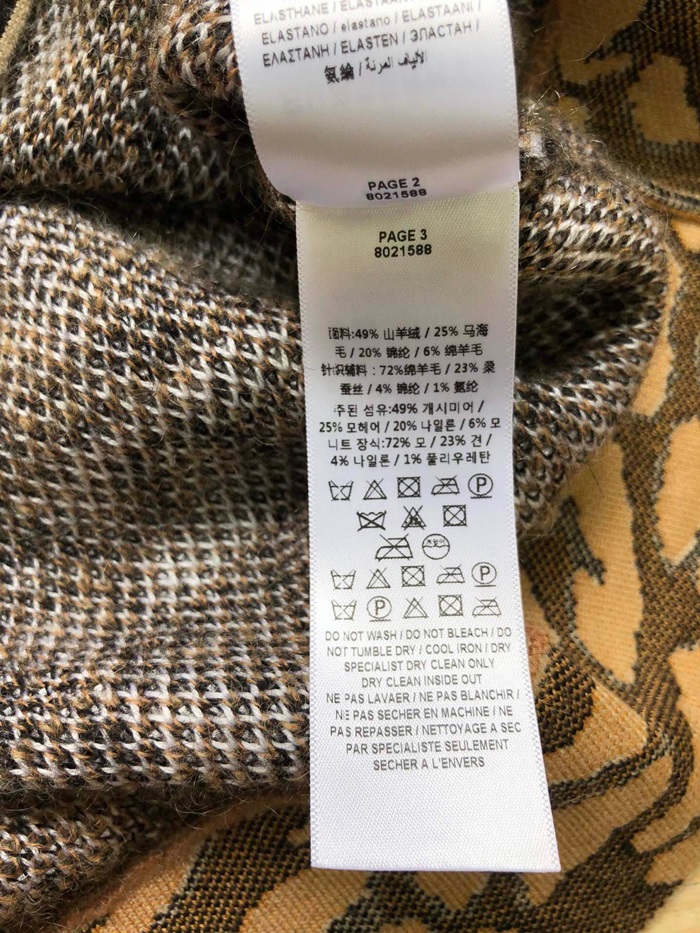 ELASTHANE / ELASTAAN
ELASTANO / elastano / ELASTAANI /
ΕΛΑΣΤΑΝΗ / ELASTEN / ЭЛАСТАН /
氨纶 / الألياف المرنة
PAGE 2
8021588
PAGE 3
8021588
面料:49% 山羊绒 / 25% 马海
毛 / 20% 锦纶 / 6% 绵羊毛
针织辅料：72%绵羊毛 / 23% 桑
蚕丝 / 4% 锦纶 / 1% 氨纶
주된 섬유:49% 캐시미어 /
25% 모헤어 / 20% 나일론 / 6% 모
니트 장식:72% 모 / 23% 견 /
4% 나일론 / 1% 폴리우레탄
DO NOT WASH / DO NOT BLEACH / DO
NOT TUMBLE DRY / COOL IRON / DRY
SPECIALIST DRY CLEAN ONLY
DRY CLEAN INSIDE OUT
NE PAS LAVAER / NE PAS BLANCHIR /
NE PAS SECHER EN MACHINE / NE
PAS REPASSER / NETTOYAGE A SEC
PAR SPECIALISTE SEULEMENT
SECHER A L'ENVERS